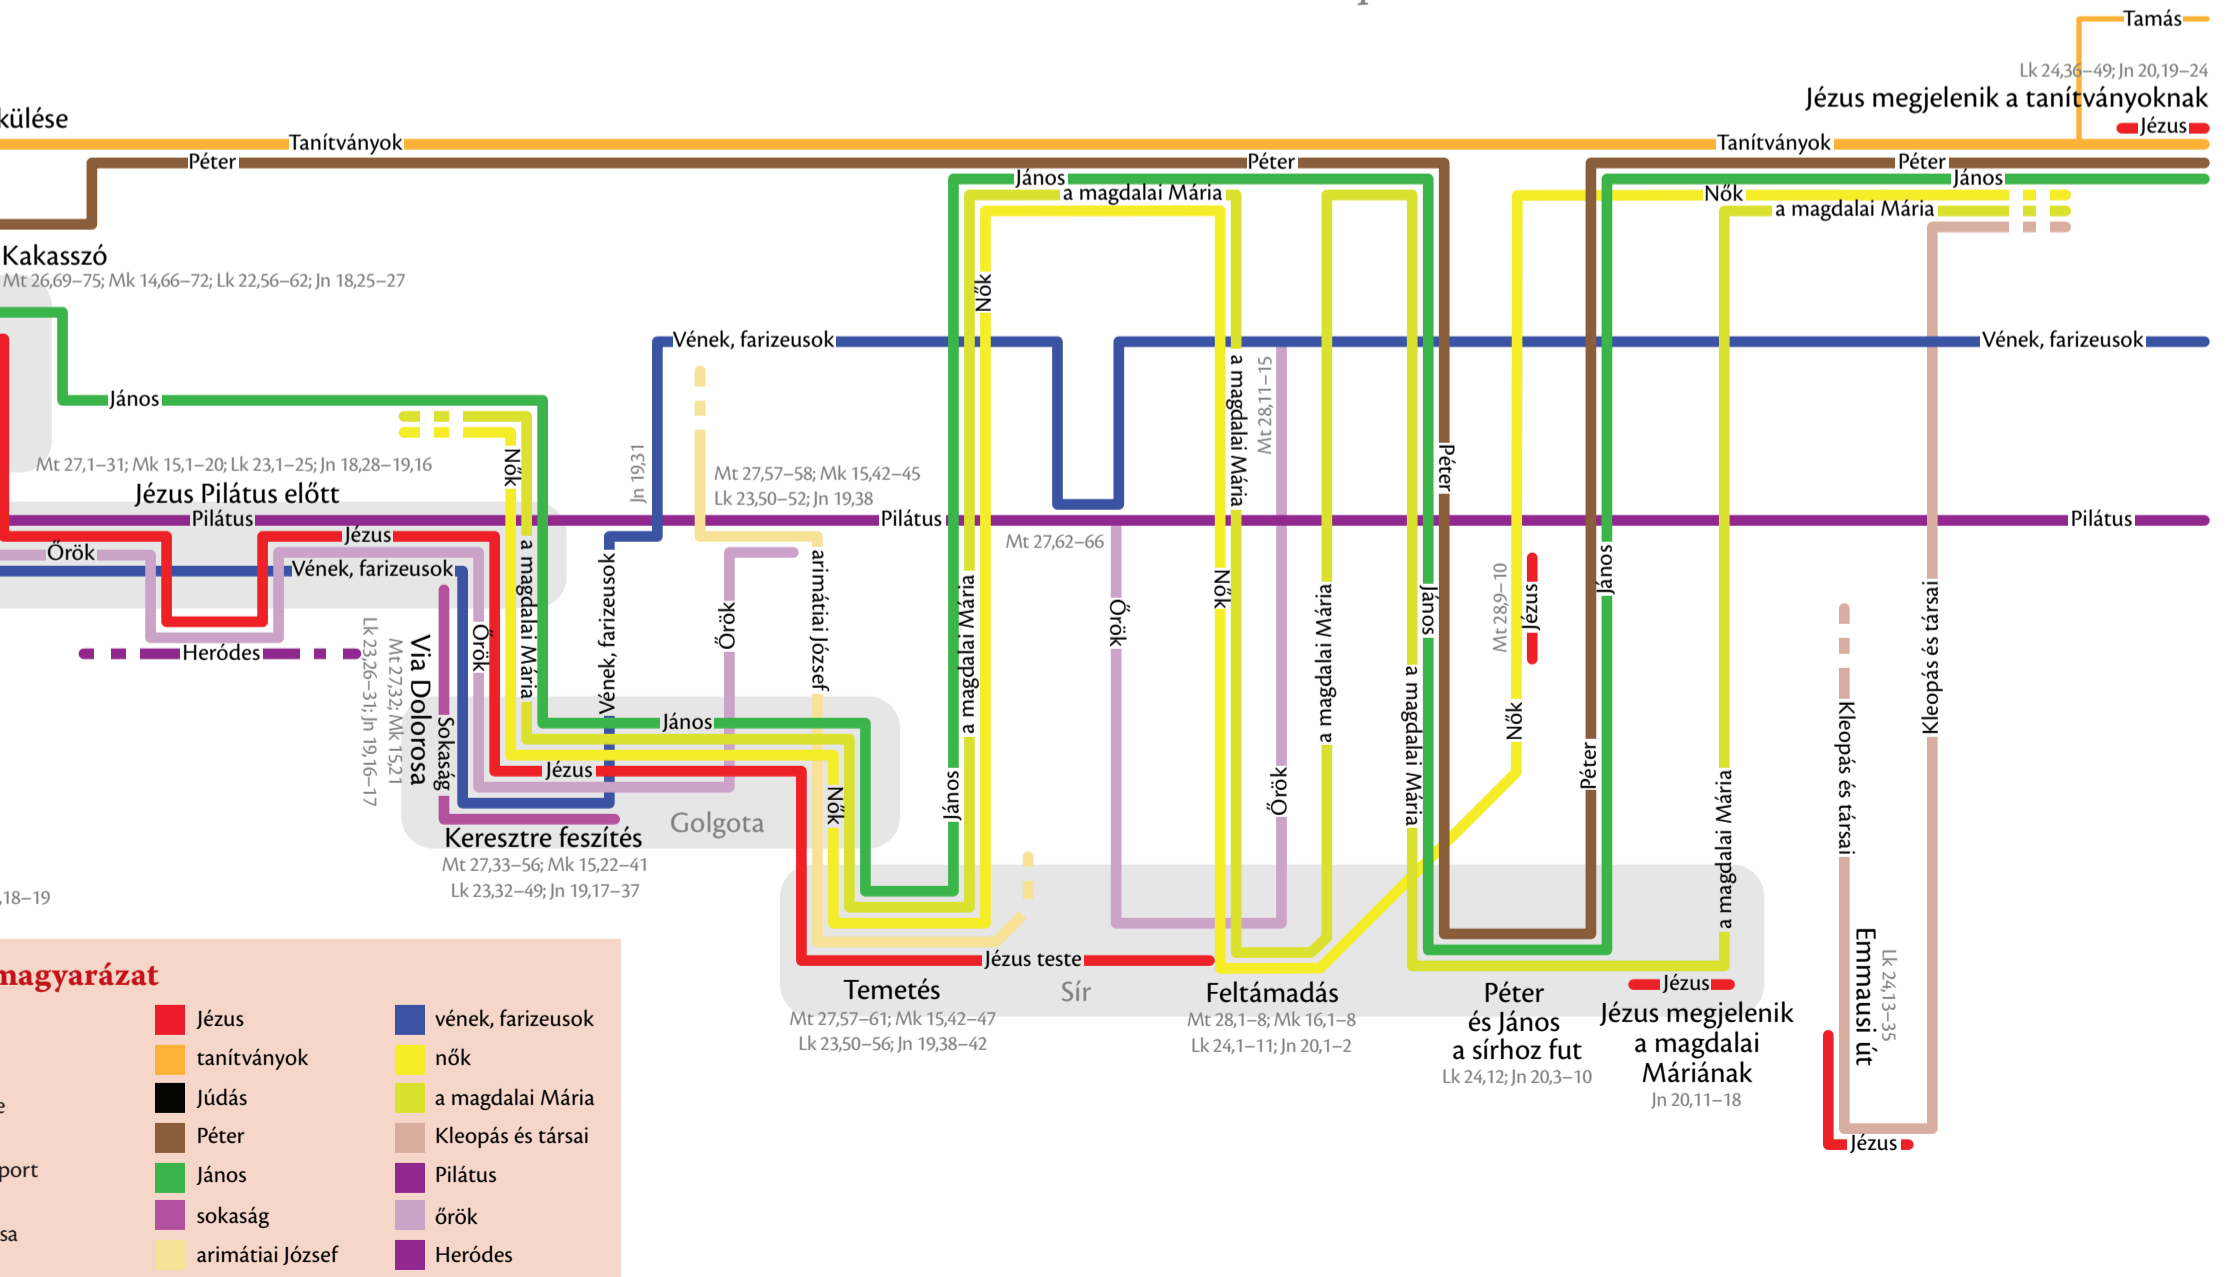 Tamás
Lk 24,36–49; Jn 20,19–24
Jézus megjelenik a tanítványoknak
Jézus
külése
Tanítványok
Tanítványok
Péter
Péter
Péter
János
János
a magdalai Mária
Nők
a magdalai Mária
Kakasszó
Mt 26,69–75; Mk 14,66–72; Lk 22,56–62; Jn 18,25–27
Nők
Vének, farizeusok
Vének, farizeusok
János
a magdalai Mária
Mt 28,11–15
Mt 27,1–31; Mk 15,1–20; Lk 23,1–25; Jn 18,28–19,16
Nők
Jn 19,31
Mt 27,57–58; Mk 15,42–45
Lk 23,50–52; Jn 19,38
Péter
Jézus Pilátus előtt
Pilátus
Pilátus
Pilátus
Jézus
Őrök
Vének, farizeusok
Mt 27,62–66
a magdalai Mária
Vének, farizeusok
arimátiai József
a magdalai Mária
Őrök
Őrök
Őrök
Nők
a magdalai Mária
János
Mt 28,9–10
Jézus
János
Kleopás és társai
Heródes
Lk 23,26–31; Jn 19,16–17
Mt 27,32; Mk 15,21
Via Dolorosa
Sokaság
János
Jézus
Nők
János
Őrök
a magdalai Mária
Nők
Péter
a magdalai Mária
Kleopás és társai
Golgota
Keresztre feszítés
Mt 27,33–56; Mk 15,22–41
Lk 23,32–49; Jn 19,17–37
,18–19
Jézus teste
Temetés
Mt 27,57–61; Mk 15,42–47
Lk 23,50–56; Jn 19,38–42
Sír
Feltámadás
Mt 28,1–8; Mk 16,1–8
Lk 24,1–11; Jn 20,1–2
Péter
és János
a sírhoz fut
Lk 24,12; Jn 20,3–10
Jézus
Jézus megjelenik
a magdalai
Máriának
Jn 20,11–18
Emmausi út
Lk 24,13–35
Jézus
magyarázat
Jézus
tanítványok
Júdás
Péter
János
sokaság
arimátiai József
vének, farizeusok
nők
a magdalai Mária
Kleopás és társai
Pilátus
őrök
Heródes
e
port
sa